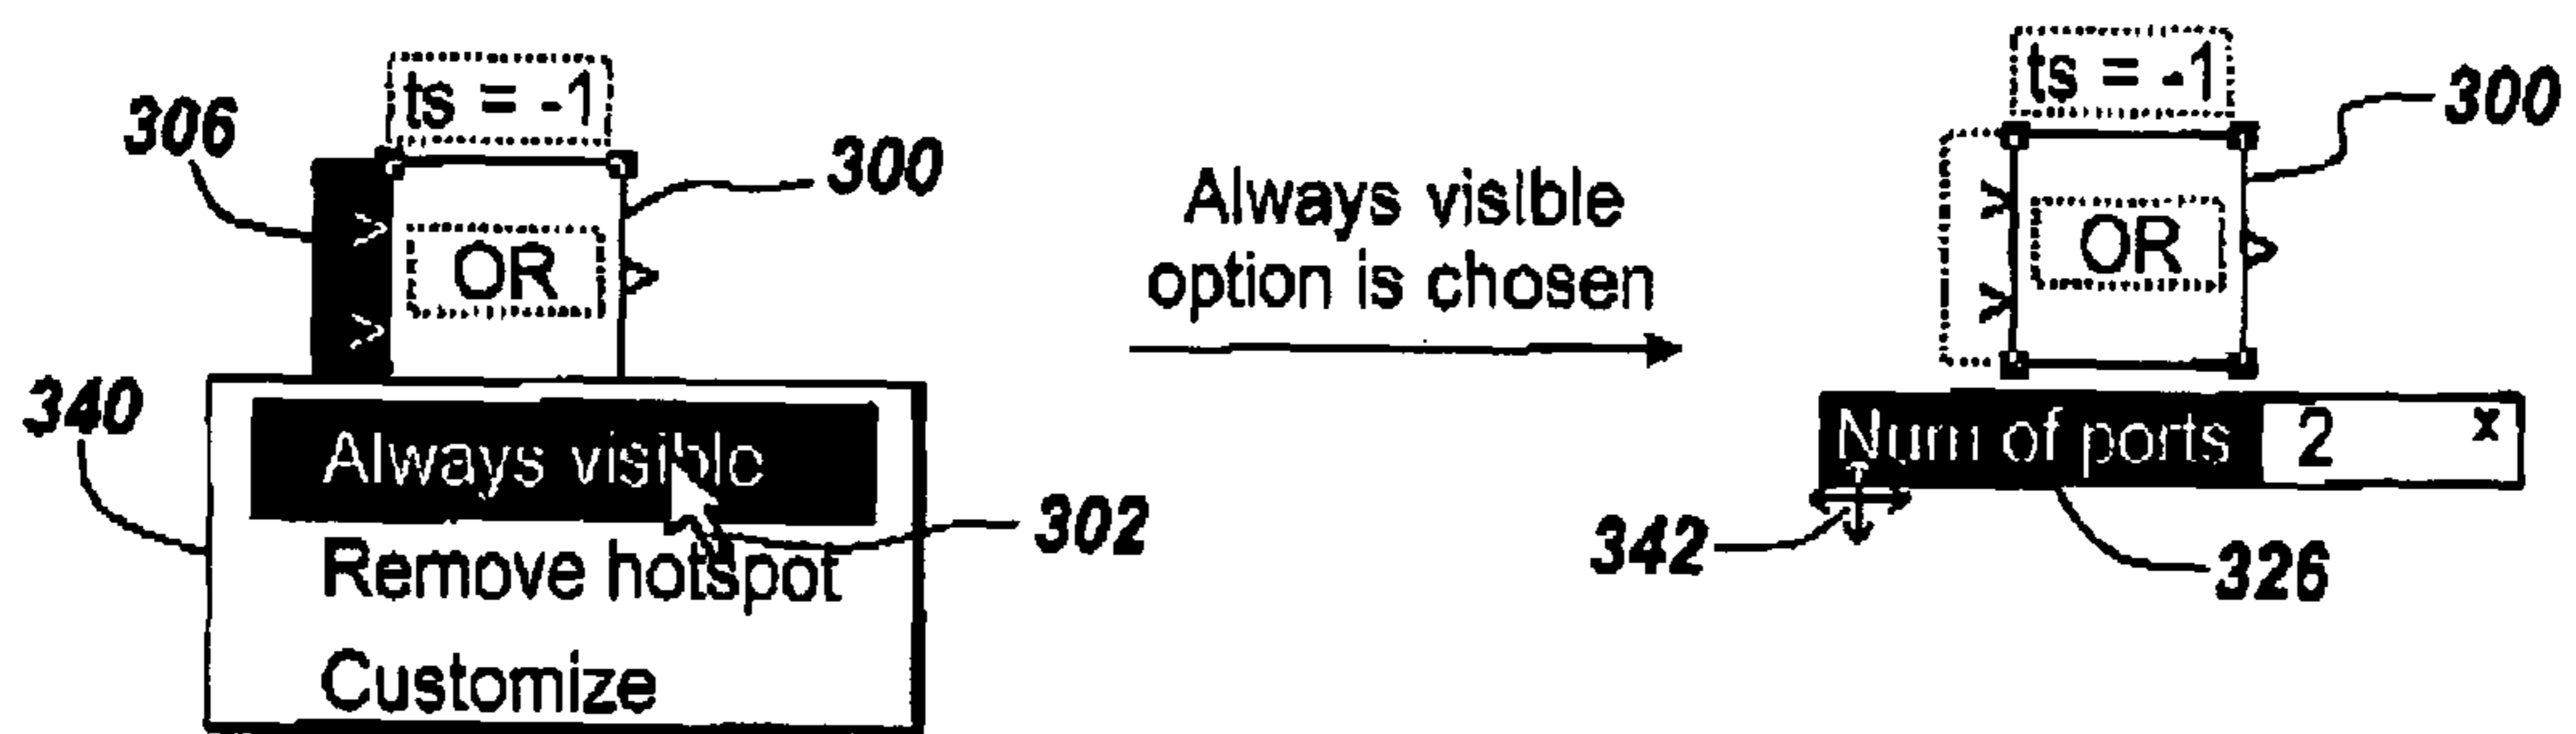 ts = -1
306
300
OR
340
Always visible
302
Remove hotspot
Customize
Always visible
option is chosen
ts = -1
300
OR
Num of ports 2 x
342
326